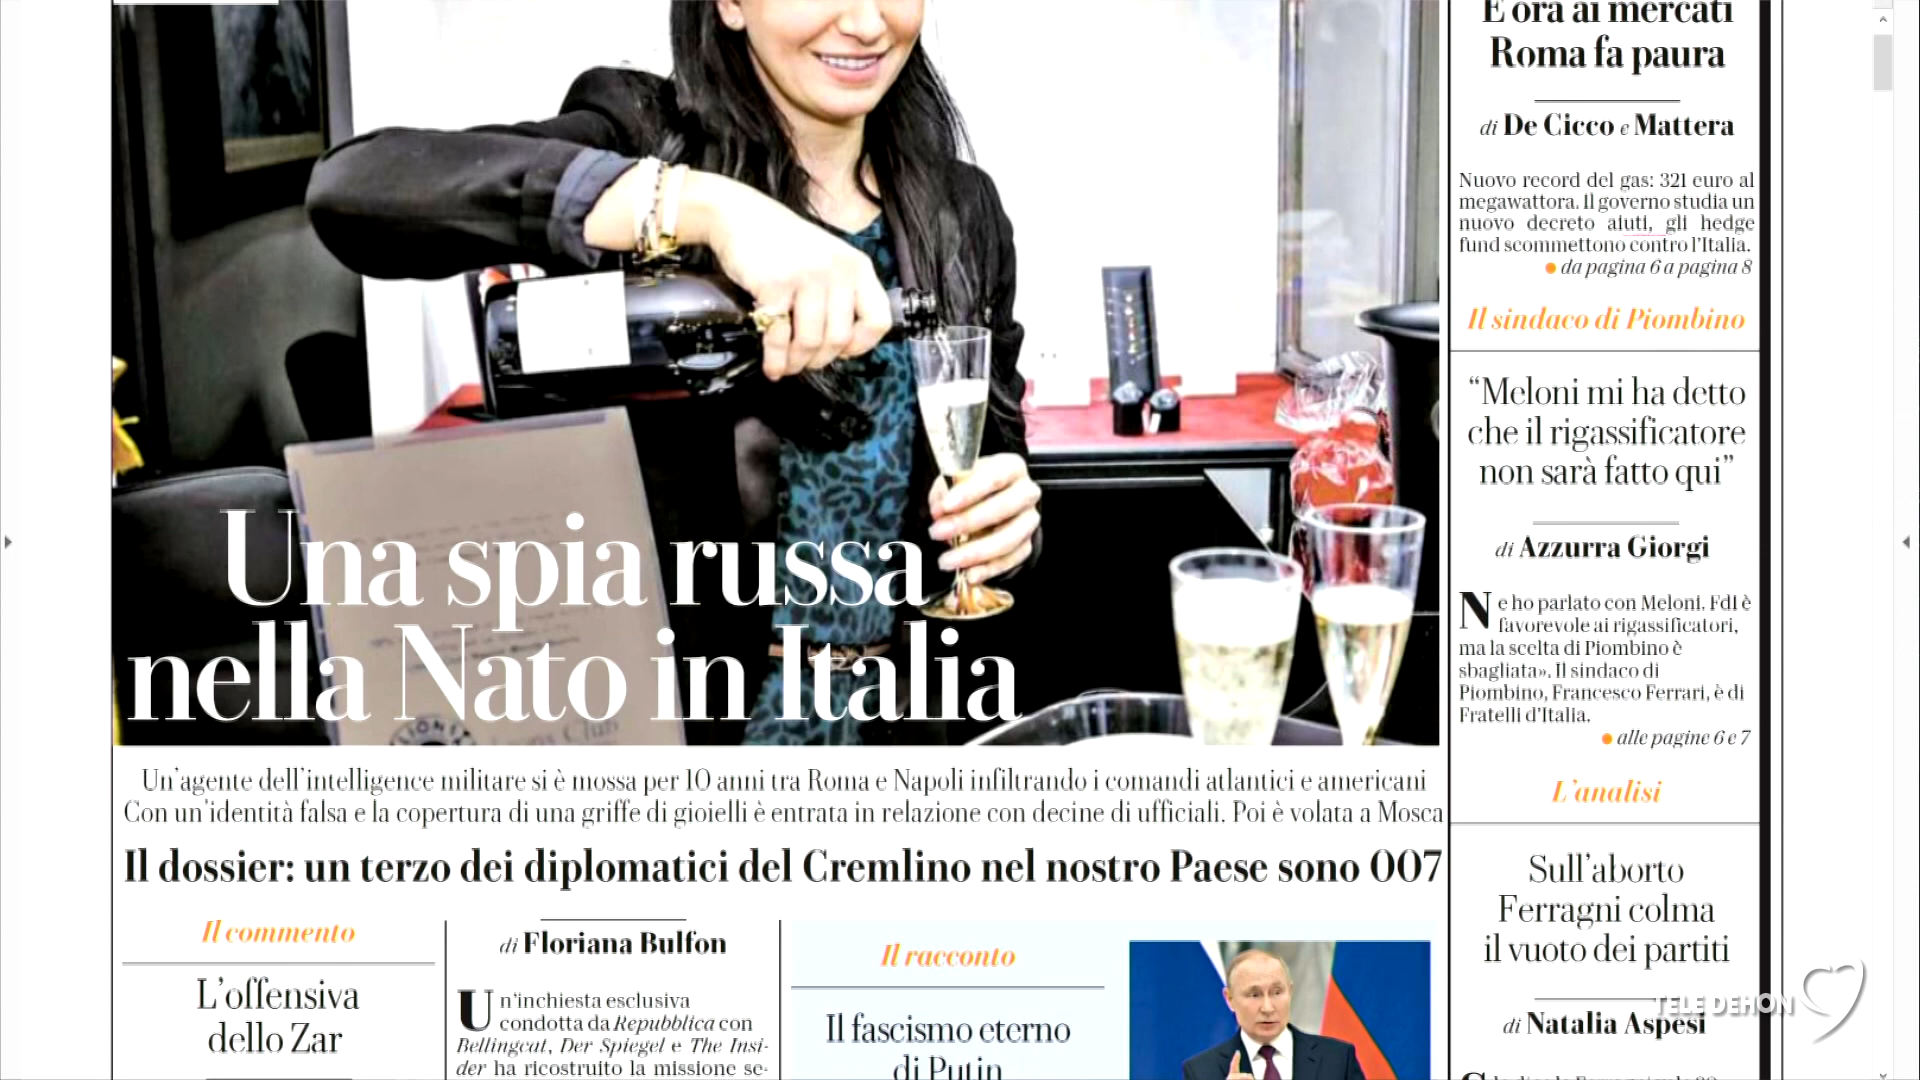 Una spia russa
nella Nato in Italia
Un'agente dell'intelligence militare si è mossa per 10 anni tra Roma e Napoli infiltrando i comandi atlantici e americani
Con un'identità falsa e la copertura di una griffe di gioielli è entrata in relazione con decine di ufficiali. Poi è volata a Mosca
Il dossier: un terzo dei diplomatici del Cremlino nel nostro Paese sono 007
Il commento
L'offensiva
dello Zar
di Floriana Bulfon
Un'inchiesta esclusiva
condotta da Repubblica con
Bellingcat, Der Spiegel e The Insi-
der ha ricostruito la missione se-
Il racconto
Il fascismo eterno
di Putin
E ora ai mercati
Roma fa paura
di De Cicco e Mattera
Nuovo record del gas: 321 euro al
megawattora. Il governo studia un
nuovo decreto aiuti, gli hedge
fund scommettono contro l'Italia.
da pagina 6 a pagina 8
Il sindaco di Piombino
“Meloni mi ha detto
che il rigassificatore
non sarà fatto qui”
di Azzurra Giorgi
Ne ho parlato con Meloni. FdI è
favorevole ai rigassificatori,
ma la scelta di Piombino è
sbagliata». Il sindaco di
Piombino, Francesco Ferrari, è di
Fratelli d'Italia.
alle pagine 6 e 7
L'analisi
Sull'aborto
Ferragni colma
il vuoto dei partiti
di Natalia Aspesi
TELE DEHON